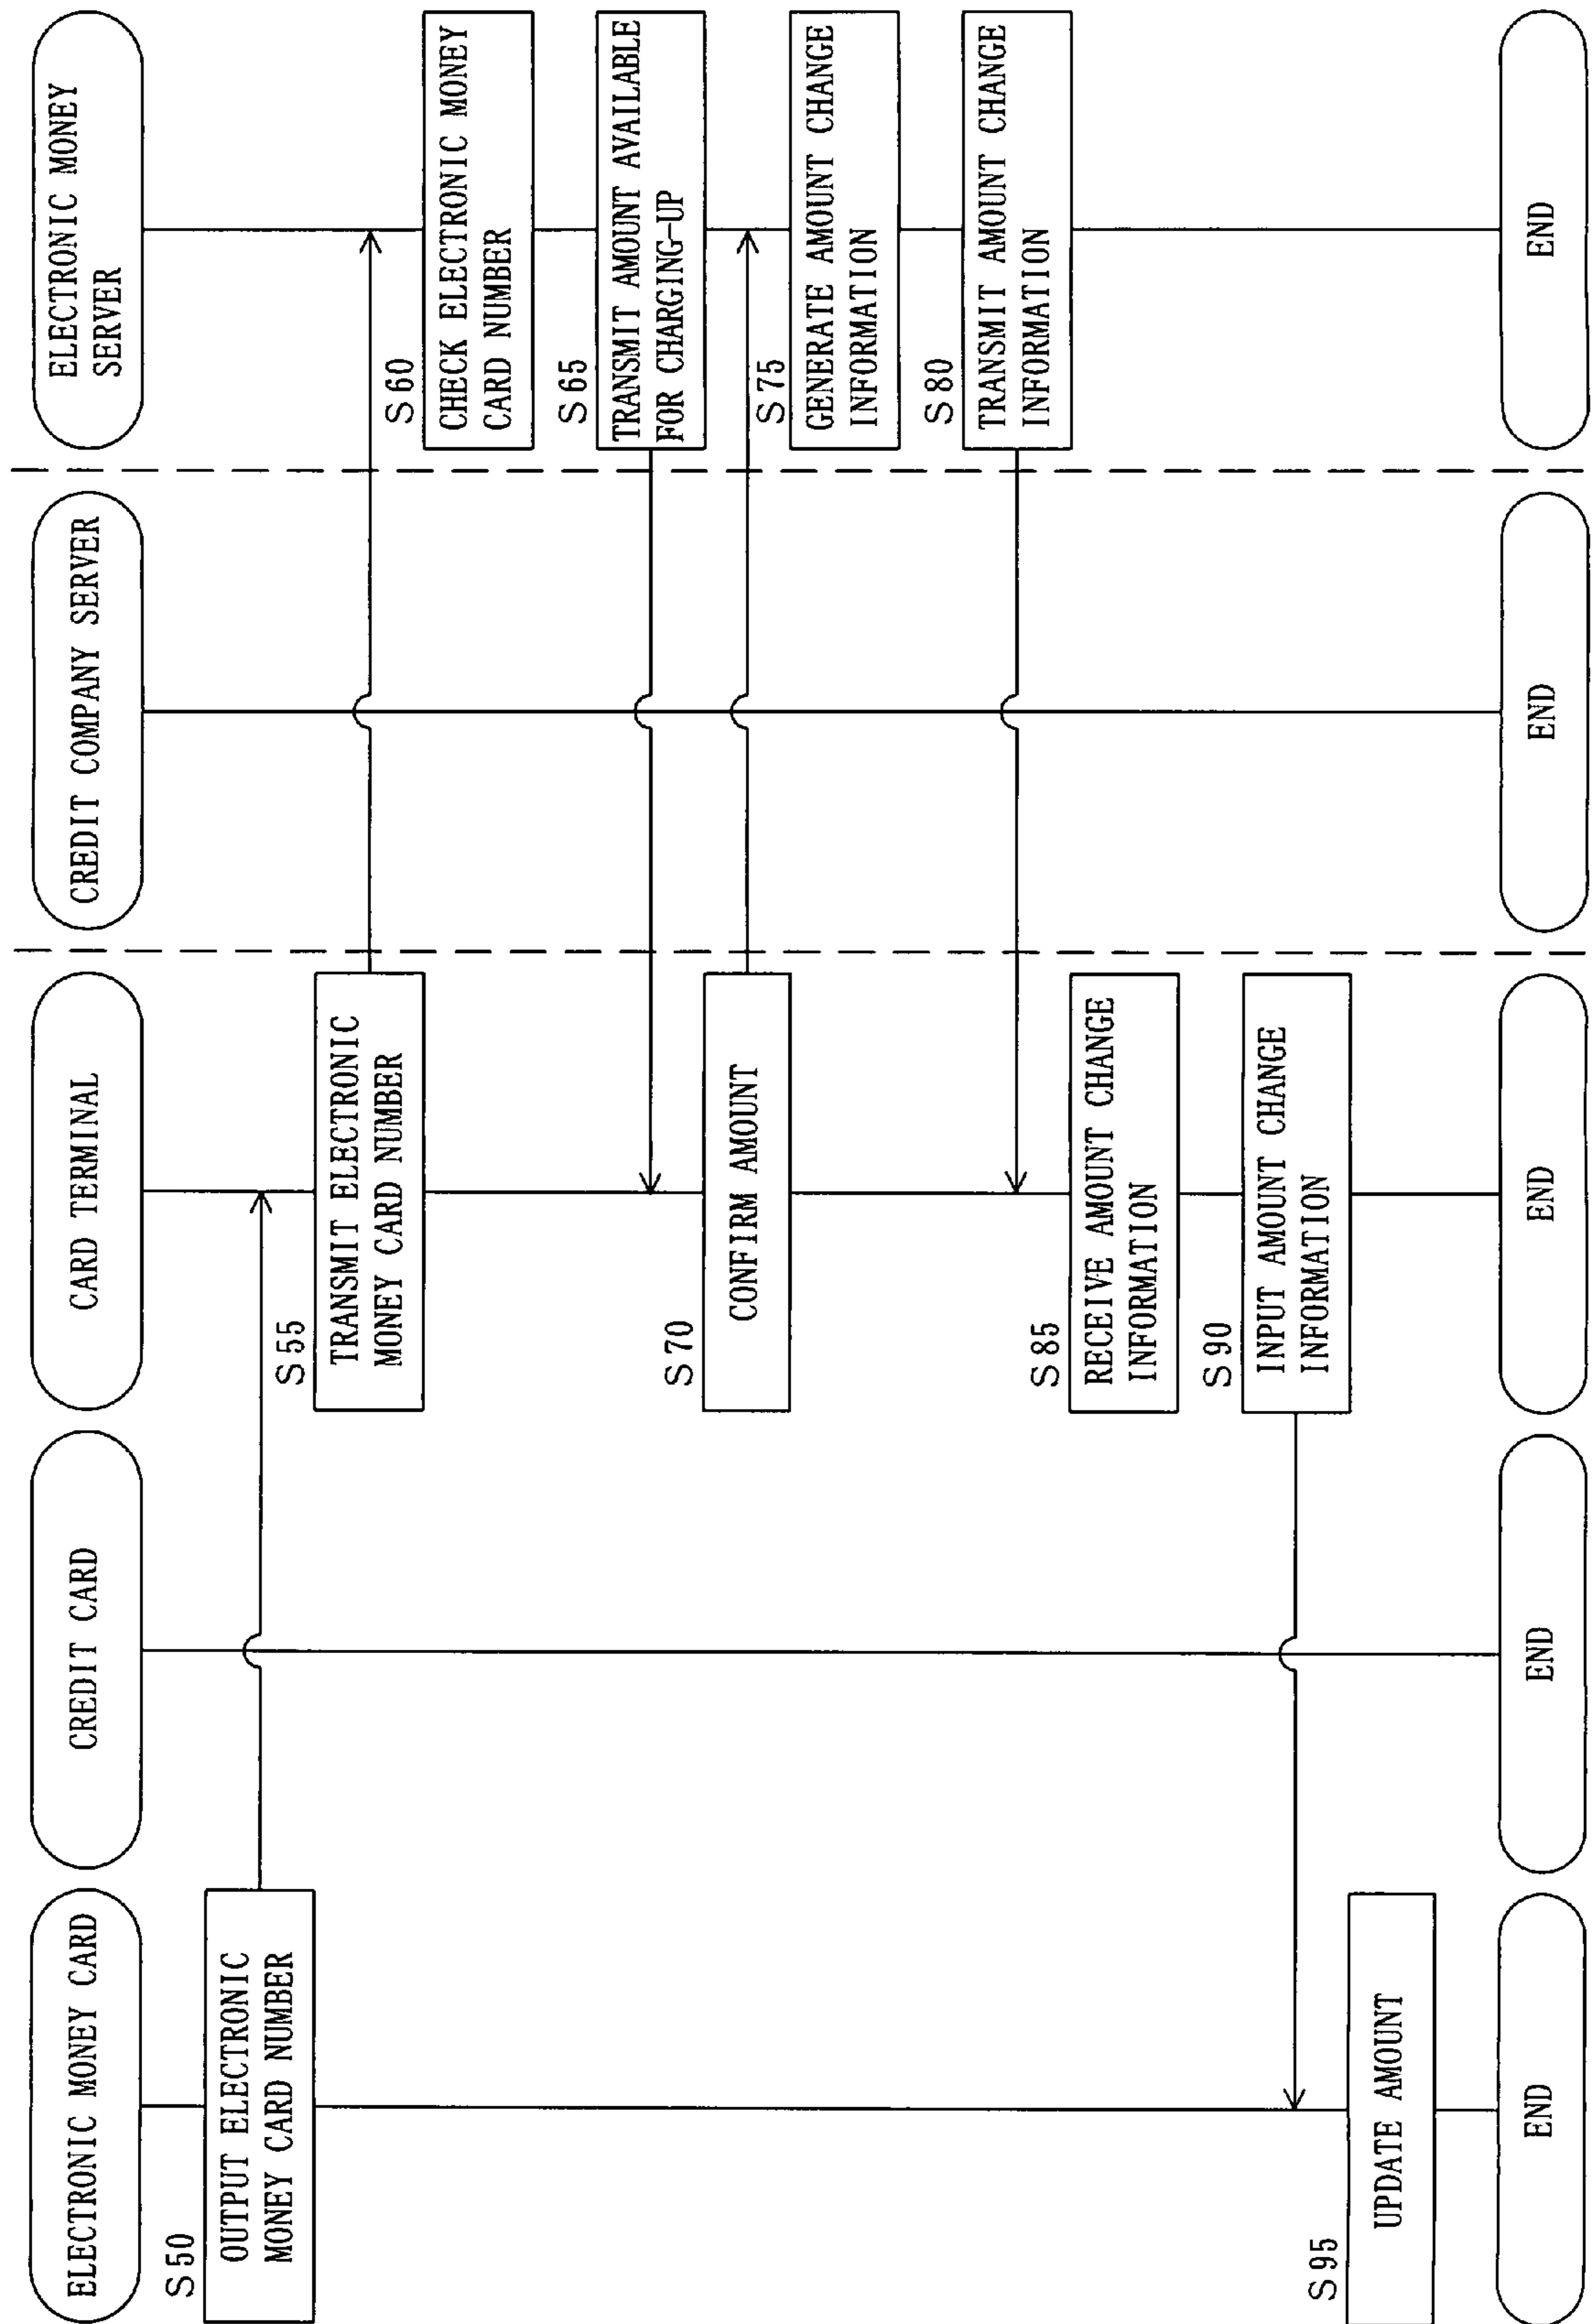 ELECTRONIC MONEY CARD
CREDIT CARD
CARD TERMINAL
CREDIT COMPANY SERVER
ELECTRONIC MONEY
SERVER
S50
OUTPUT ELECTRONIC
MONEY CARD NUMBER
S55
TRANSMIT ELECTRONIC
MONEY CARD NUMBER
S60
CHECK ELECTRONIC MONEY
CARD NUMBER
S65
TRANSMIT AMOUNT AVAILABLE
FOR CHARGING-UP
S70
CONFIRM AMOUNT
S75
GENERATE AMOUNT CHANGE
INFORMATION
S80
TRANSMIT AMOUNT CHANGE
INFORMATION
S85
RECEIVE AMOUNT CHANGE
INFORMATION
S90
INPUT AMOUNT CHANGE
INFORMATION
S95
UPDATE AMOUNT
END
END
END
END
END